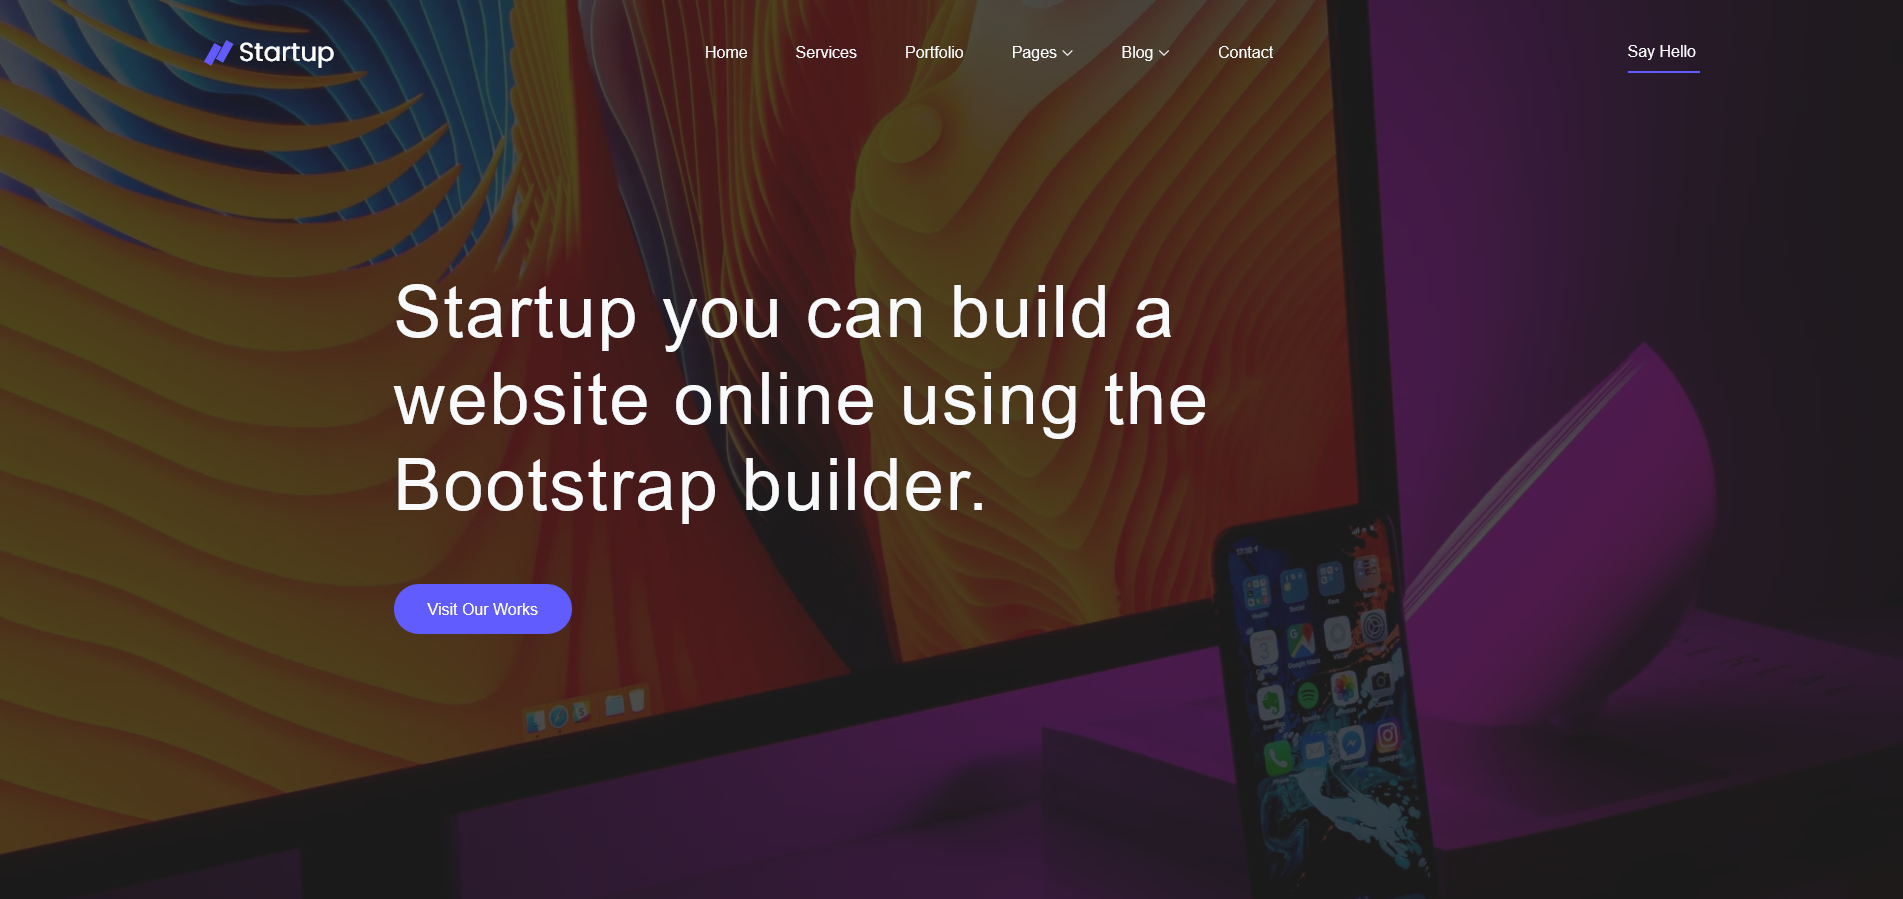 Startup
Home Services Portfolio Pages Blog Contact
Say Hello
Startup you can build a
website online using the
Bootstrap builder.
Visit Our Works